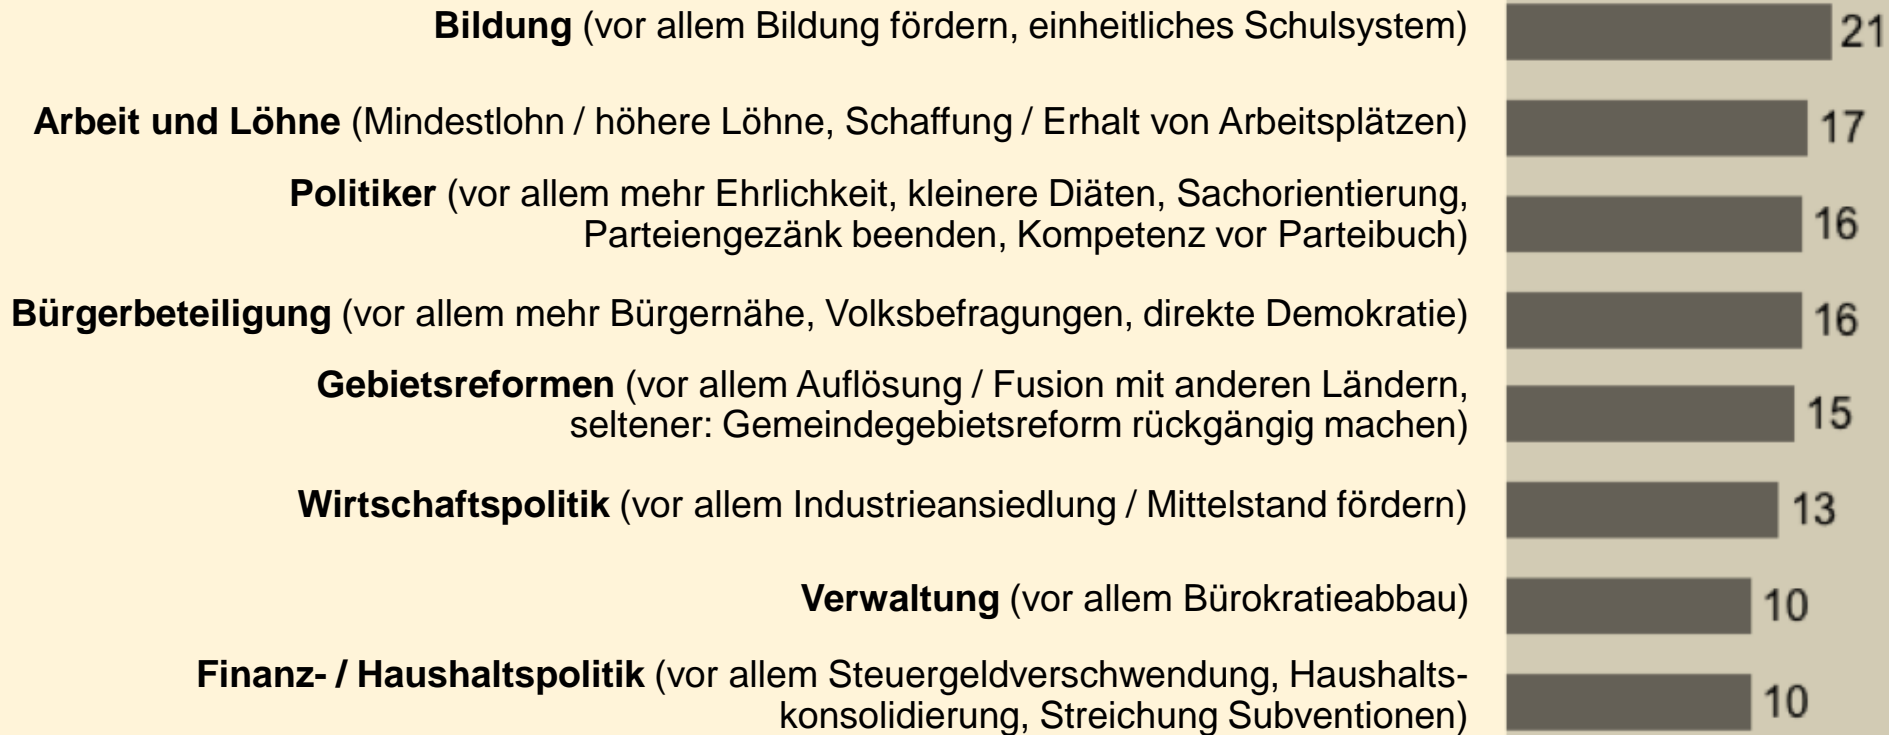 Bildung (vor allem Bildung fördern, einheitliches Schulsystem) 21
Arbeit und Löhne (Mindestlohn / höhere Löhne, Schaffung / Erhalt von Arbeitsplätzen) 17
Politiker (vor allem mehr Ehrlichkeit, kleinere Diäten, Sachorientierung,
Parteiengezänk beenden, Kompetenz vor Parteibuch) 16
Bürgerbeteiligung (vor allem mehr Bürgernähe, Volksbefragungen, direkte Demokratie) 16
Gebietsreformen (vor allem Auflösung / Fusion mit anderen Ländern,
seltener: Gemeindegebietsreform rückgängig machen) 15
Wirtschaftspolitik (vor allem Industrieansiedlung / Mittelstand fördern) 13
Verwaltung (vor allem Bürokratieabbau) 10
Finanz- / Haushaltspolitik (vor allem Steuergeldverschwendung, Haushalts-
konsolidierung, Streichung Subventionen) 10